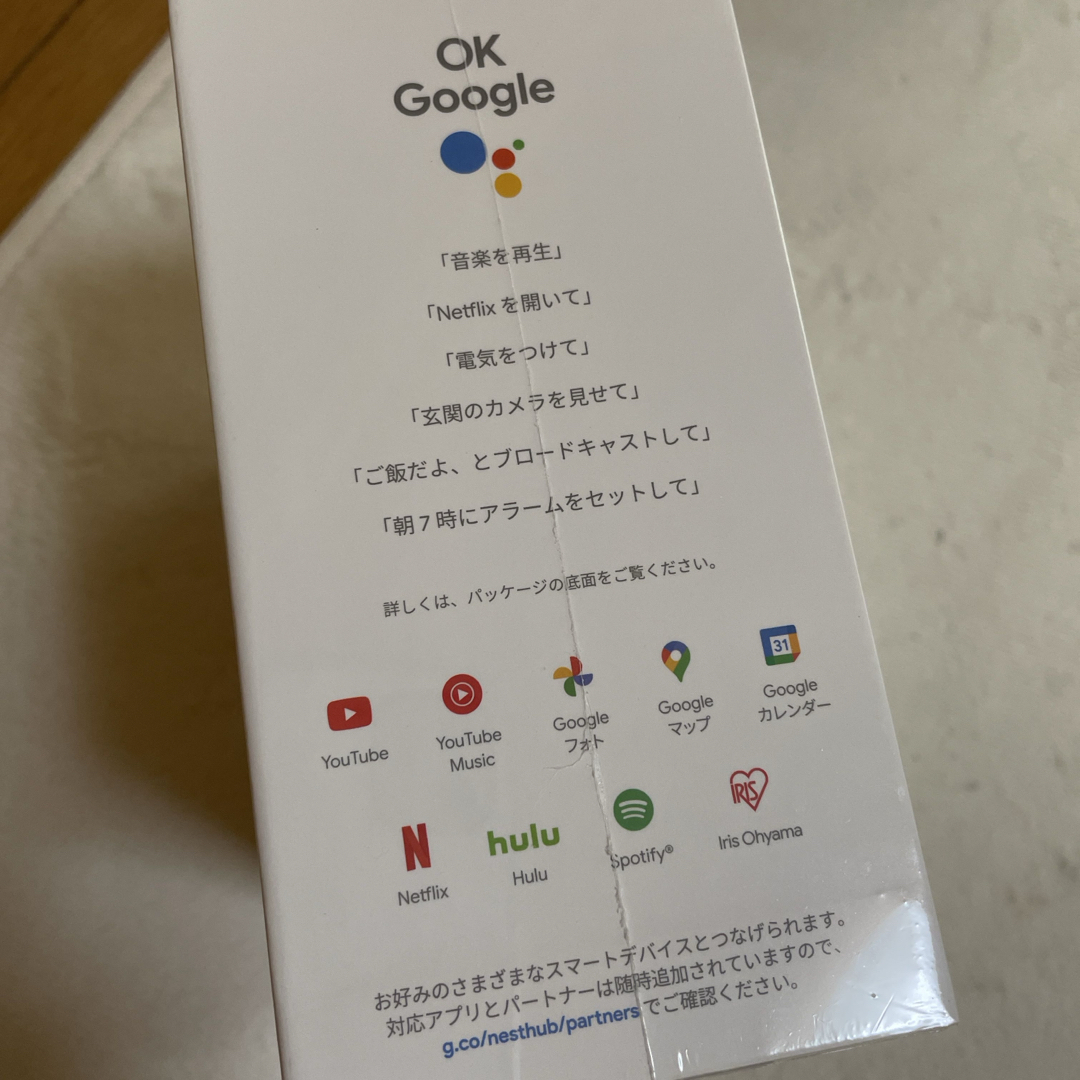 OK
Google
「音楽を再生」
「Netflix を開いて」
「電気をつけて」
「玄関のカメラを見せて」
「ご飯だよ、とブロードキャストして」
「朝 7 時にアラームをセットして」
詳しくは、パッケージの底面をご覧ください。
YouTube
YouTube
Music
Google
フォト
Google
マップ
31
Google
カレンダー
N
Netflix
hulu
Hulu
Spotify®
IRIS
Iris Ohyama
お好みのさまざまなスマートデバイスとつなげられます。
対応アプリとパートナーは随時追加されていますので、
g.co/nesthub/partners でご確認ください。